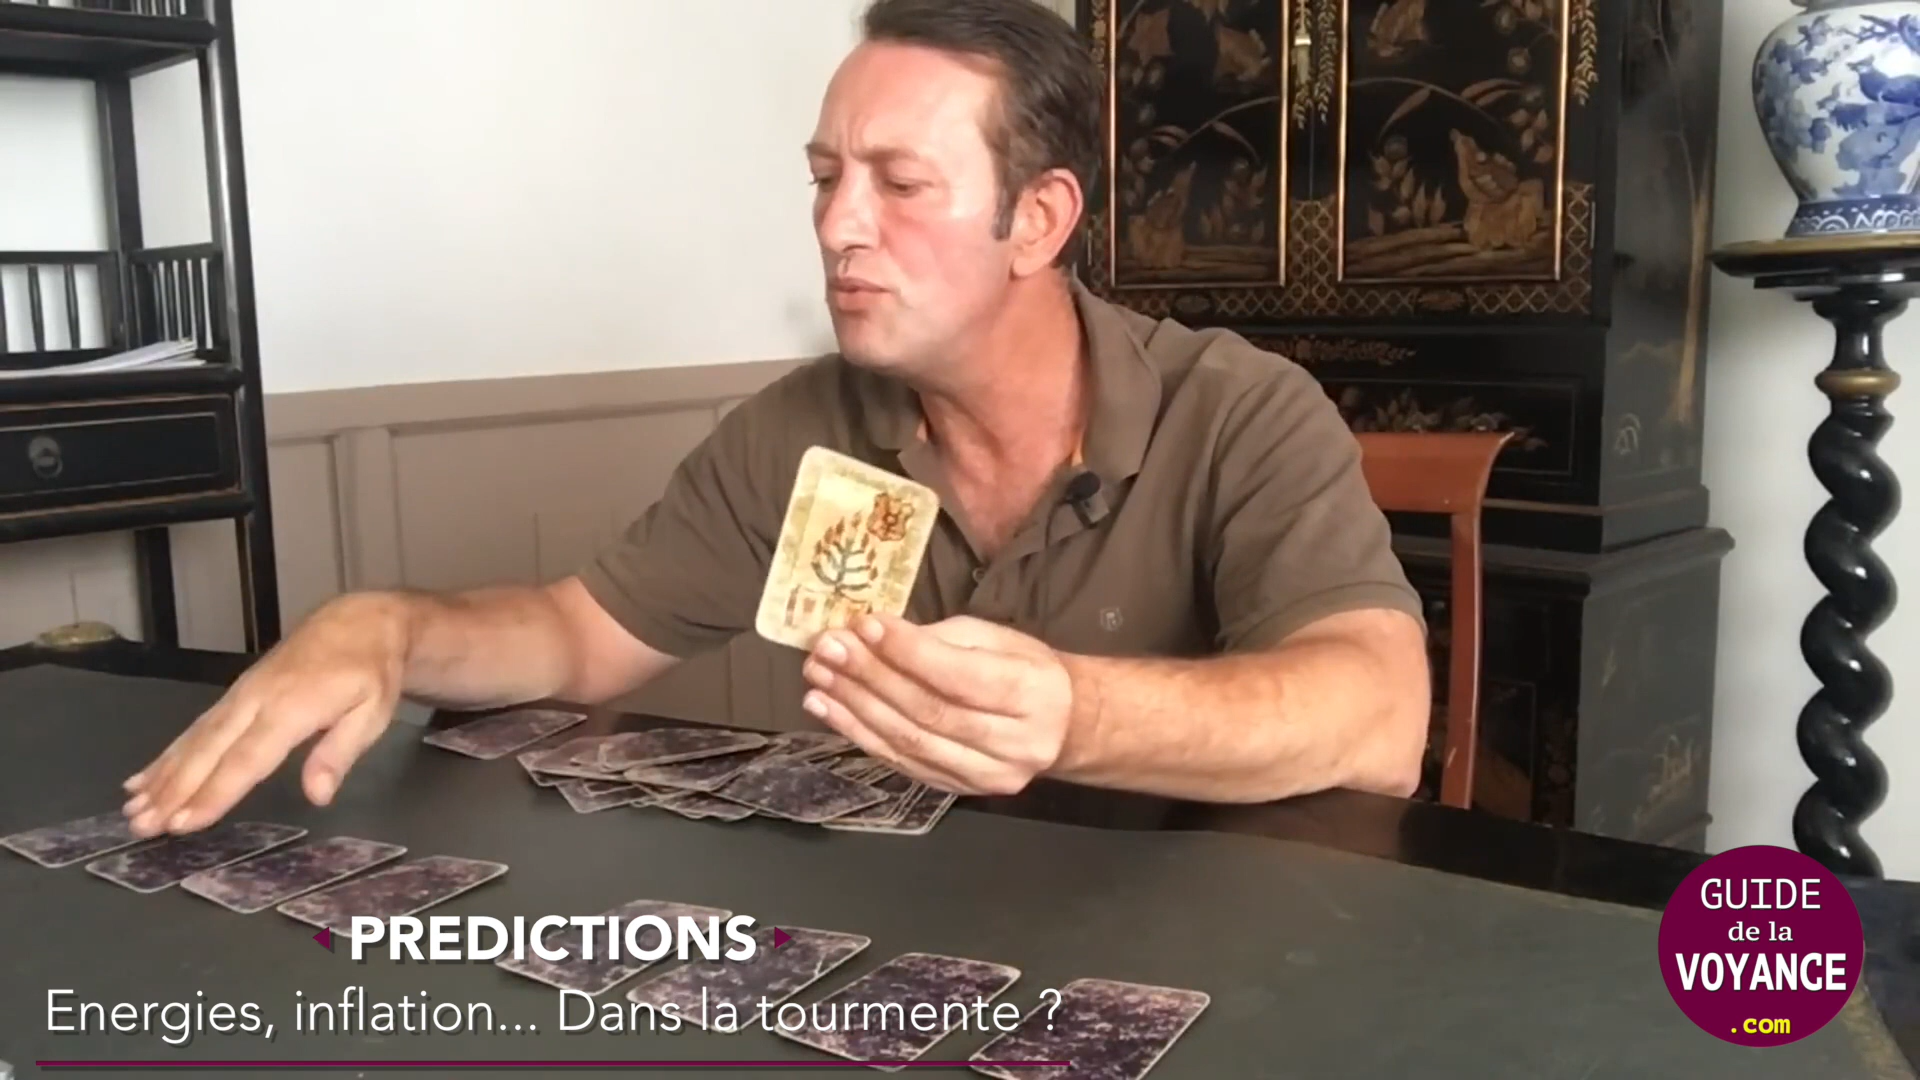 PREDICTIONS
Energies, inflation... Dans la tourmente ?
GUIDE
de la
VOYANCE
.com